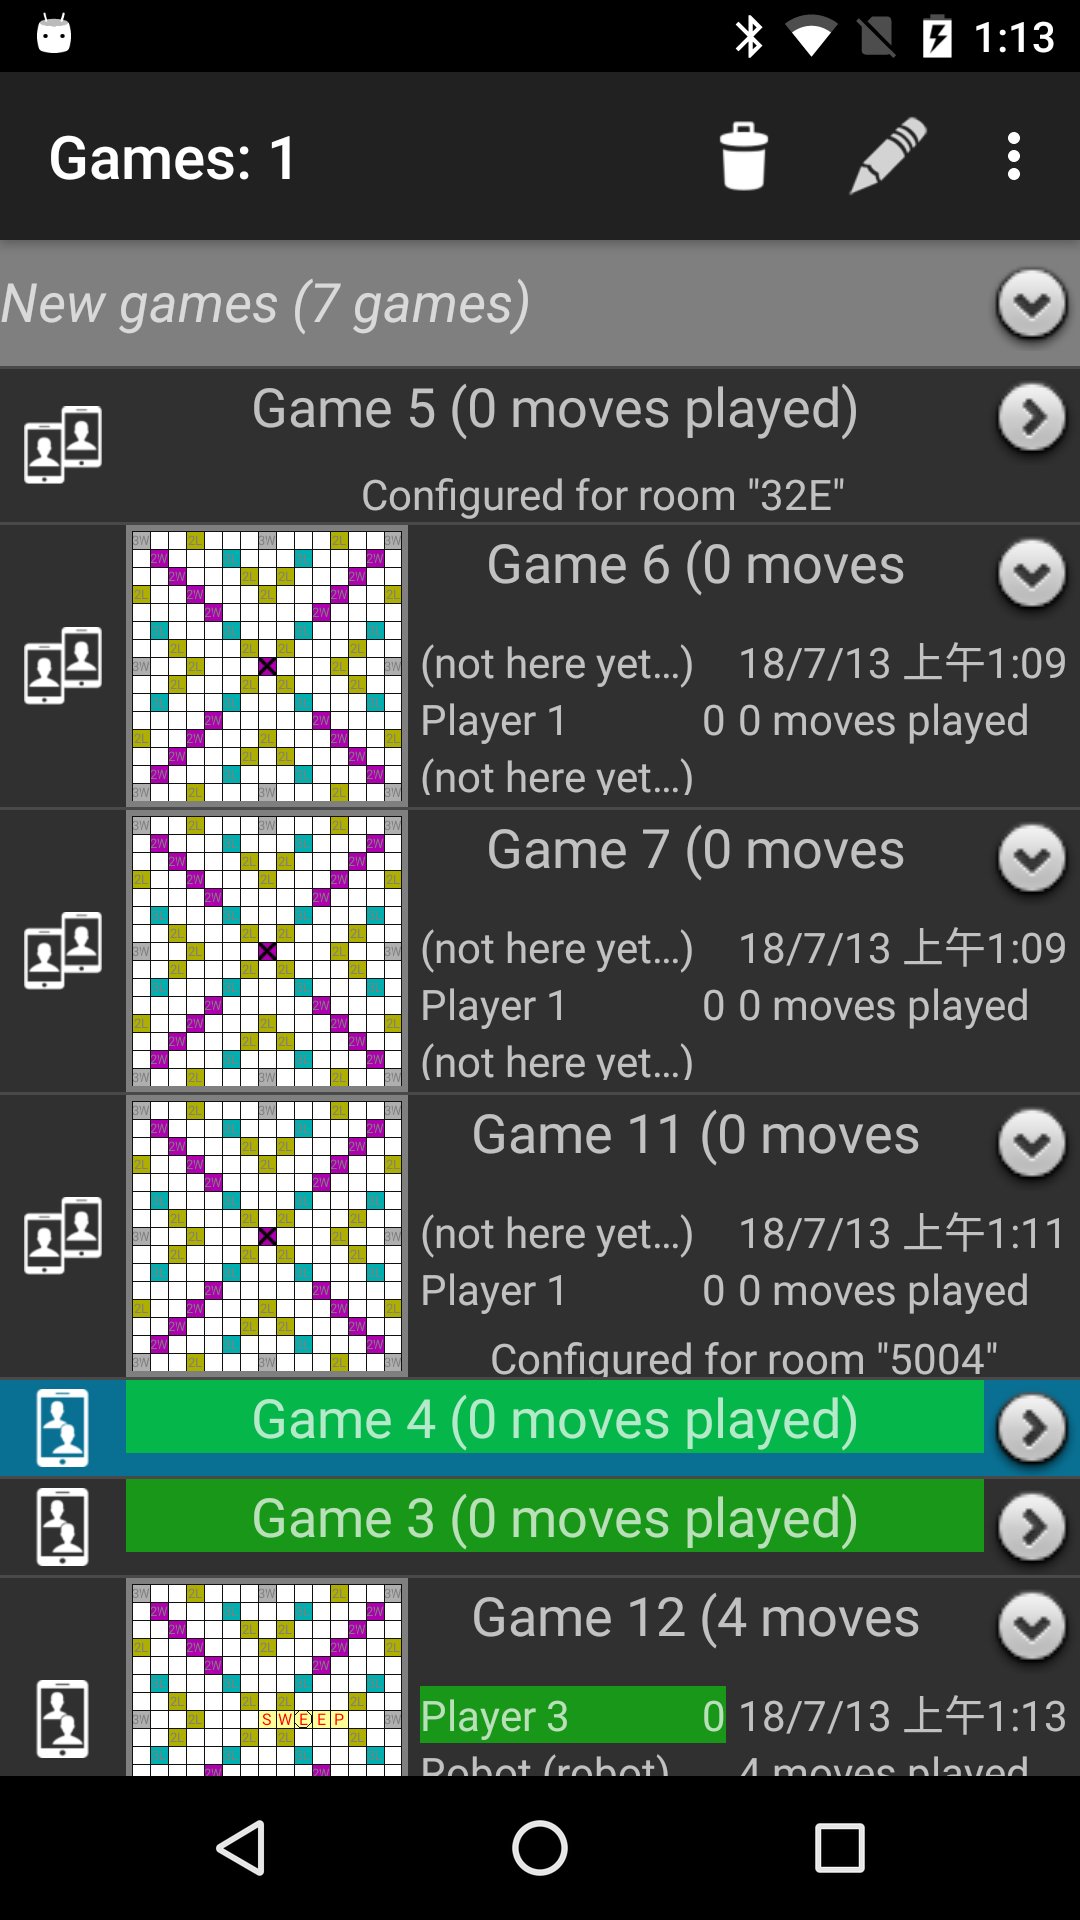 1:13
Games: 1
New games (7 games)
Game 5 (0 moves played)
Configured for room "32E"
Game 6 (0 moves
(not here yet...) 18/7/13 上午1:09
Player 1 0 0 moves played
(not here yet...)
Game 7 (0 moves
(not here yet...) 18/7/13 上午1:09
Player 1 0 0 moves played
(not here yet...)
Game 11 (0 moves
(not here yet...) 18/7/13 上午1:11
Player 1 0 0 moves played
Configured for room "5004"
Game 4 (0 moves played)
Game 3 (0 moves played)
Game 12 (4 moves
Player 3 0 18/7/13 上午1:13
SWEEP
Robot (robot) 4 moves played